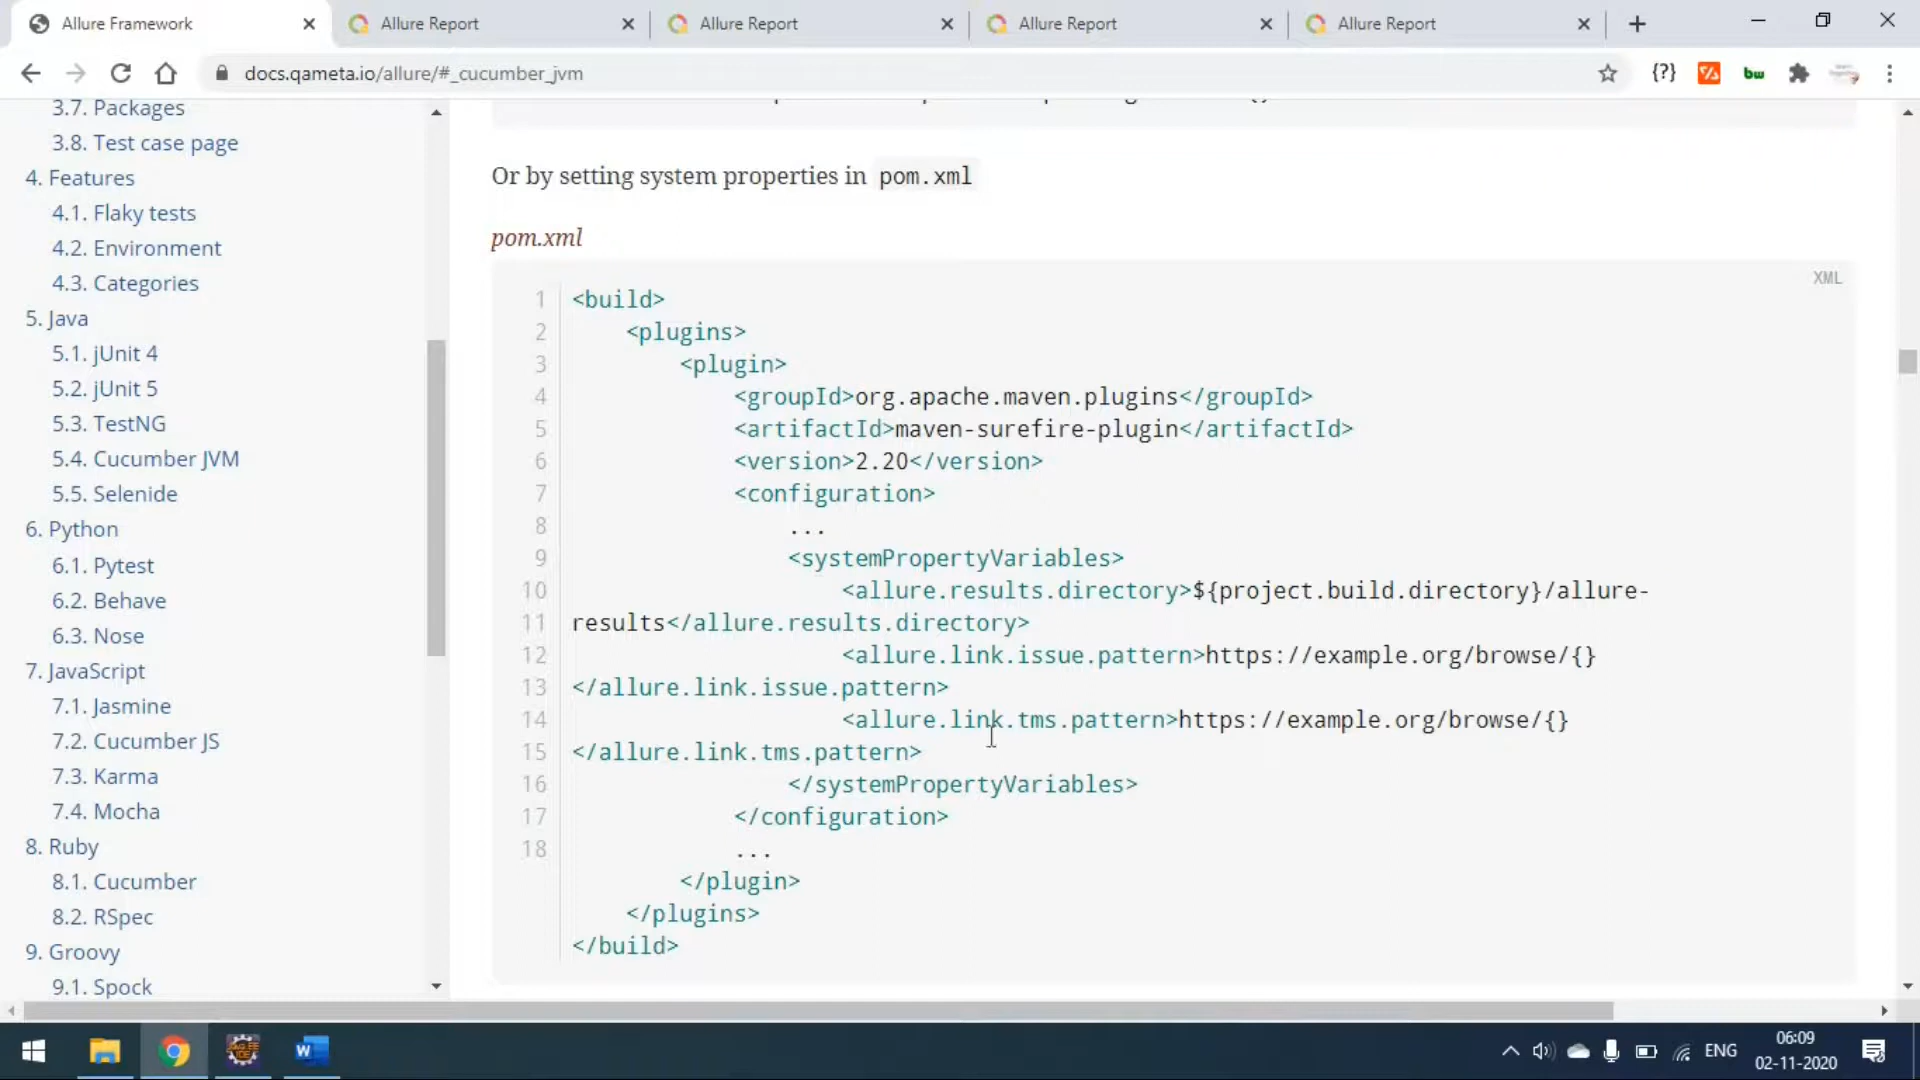 Allure Framework
Allure Report
Allure Report
Allure Report
Allure Report
docs.qameta.io/allure/#_cucumber_jvm
{?}
bw
3.7. Packages
3.8. Test case page
4. Features
4.1. Flaky tests
4.2. Environment
4.3. Categories
5. Java
5.1. jUnit 4
5.2. jUnit 5
5.3. TestNG
5.4. Cucumber JVM
5.5. Selenide
6. Python
6.1. Pytest
6.2. Behave
6.3. Nose
7. JavaScript
7.1. Jasmine
7.2. Cucumber JS
7.3. Karma
7.4. Mocha
8. Ruby
8.1. Cucumber
8.2. RSpec
9. Groovy
9.1. Spock
Or by setting system properties in pom.xml
pom.xml
XML
1 <build>
2 <plugins>
3 <plugin>
4 <groupId>org.apache.maven.plugins</groupId>
5 <artifactId>maven-surefire-plugin</artifactId>
6 <version>2.20</version>
7 <configuration>
8 ...
9 <systemPropertyVariables>
10 <allure.results.directory>${project.build.directory}/allure-
11 results</allure.results.directory>
12 <allure.link.issue.pattern>https://example.org/browse/{}
13 </allure.link.issue.pattern>
14 <allure.link.tms.pattern>https://example.org/browse/{}
15 </allure.link.tms.pattern>
16 </systemPropertyVariables>
17 </configuration>
18 ...
</plugin>
</plugins>
</build>
ENG
06:09
02-11-2020